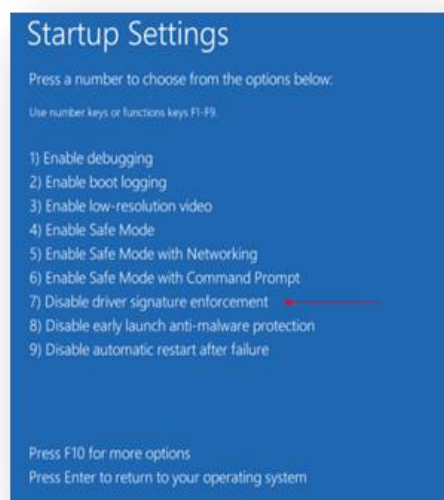 Startup Settings
Press a number to choose from the options below:
Use number keys or functions keys F1-F9.
1) Enable debugging
2) Enable boot logging
3) Enable low-resolution video
4) Enable Safe Mode
5) Enable Safe Mode with Networking
6) Enable Safe Mode with Command Prompt
7) Disable driver signature enforcement
8) Disable early launch anti-malware protection
9) Disable automatic restart after failure
Press F10 for more options
Press Enter to return to your operating system